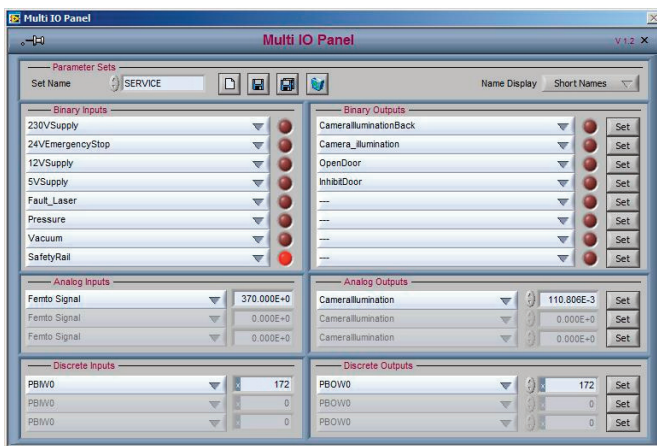 Multi IO Panel
Multi IO Panel V 1.2
Parameter Sets
Set Name SERVICE Name Display Short Names
Binary Inputs Binary Outputs
230VSupply CameraIlluminationBack Set
24VEmergencyStop Camera_illumination Set
12VSupply OpenDoor Set
5VSupply InhibitDoor Set
Fault_Laser --- Set
Pressure --- Set
Vacuum --- Set
SafetyRail --- Set
Analog Inputs Analog Outputs
Femto Signal 370.000E+0 CameraIllumination 110.806E-3 Set
Femto Signal 0.000E+0 CameraIllumination 0.000E+0 Set
Femto Signal 0.000E+0 CameraIllumination 0.000E+0 Set
Discrete Inputs Discrete Outputs
PBIW0 x 172 PBOW0 x 172 Set
PBIW0 x 0 PBOW0 x 0 Set
PBIW0 x 0 PBOW0 x 0 Set